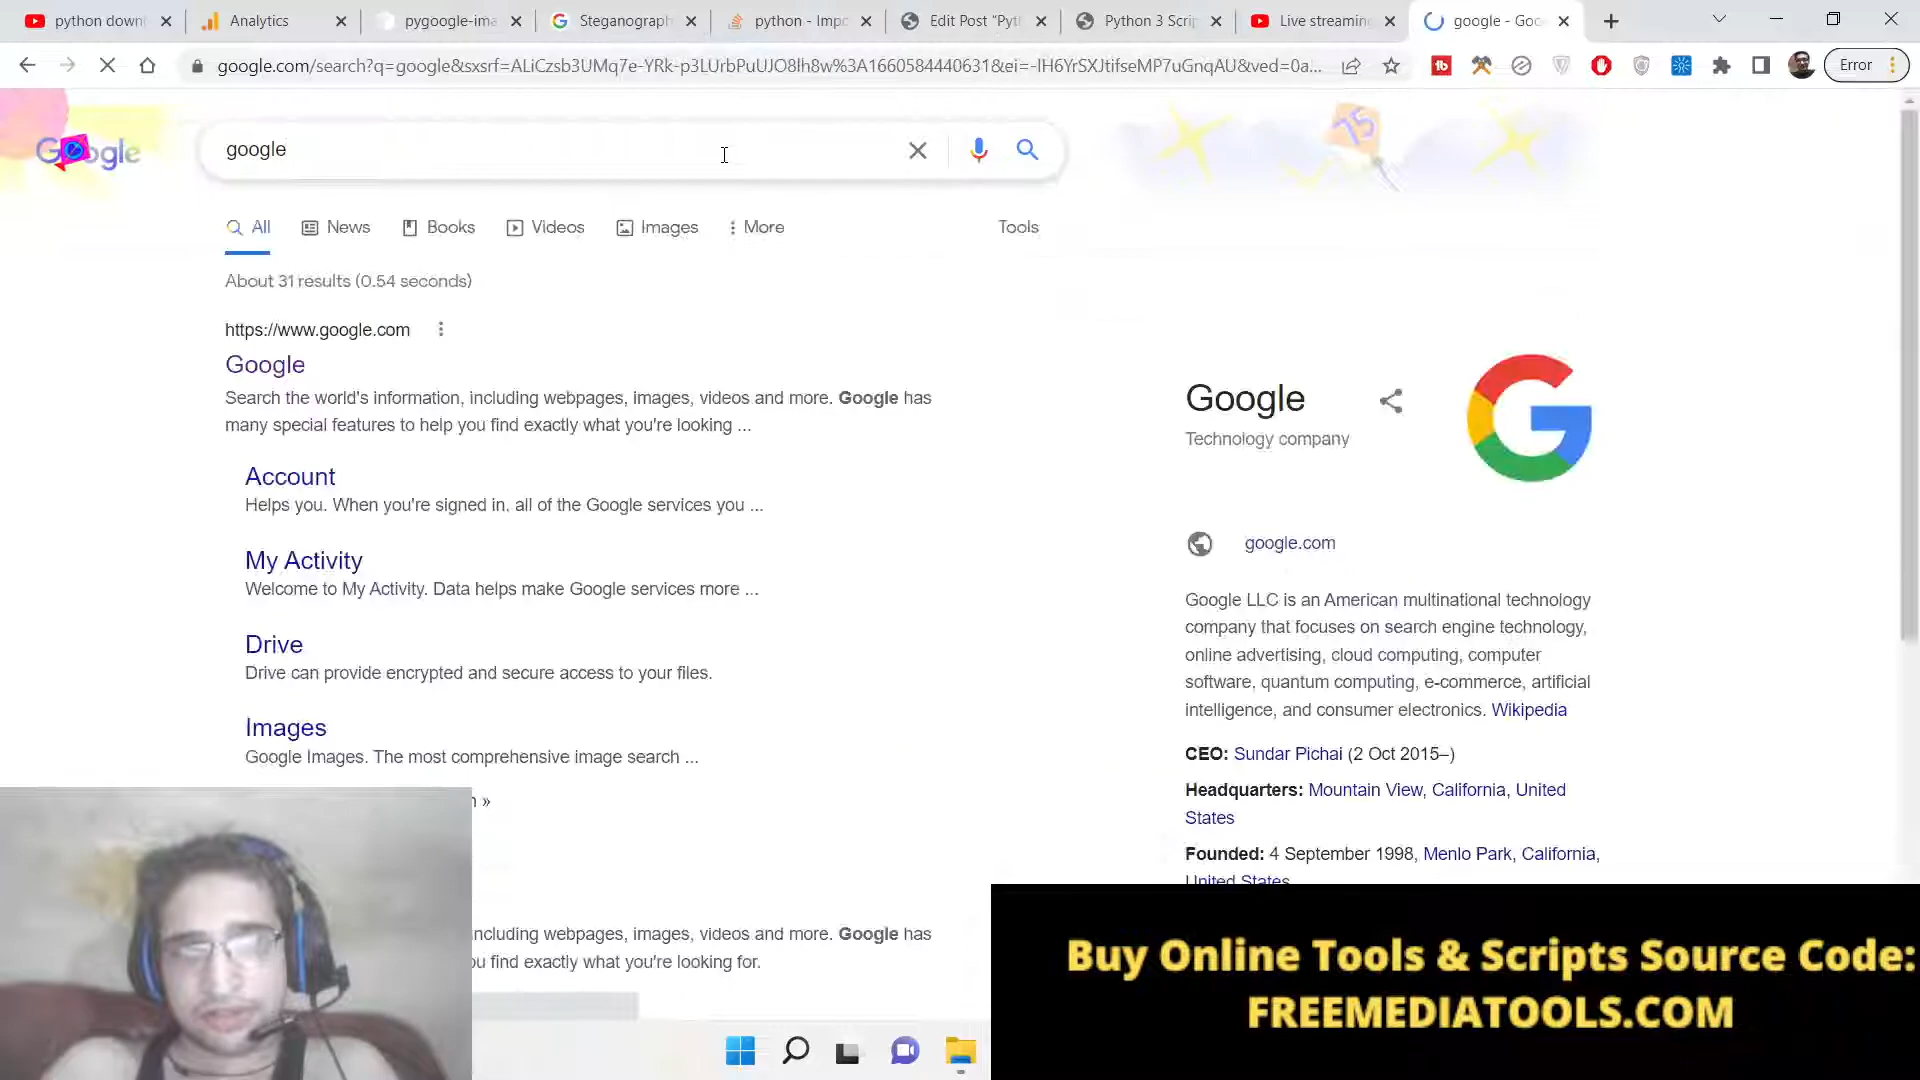 python down
Analytics
pygoogle-ima
Steganograph
python - Impo
Edit Post "Pyt
Python 3 Scrip
Live streaming
google - Goo
google.com/search?q=google&sxsrf=ALiCzsb3UMq7e-YRk-p3LUrbPuUJO8lh8w%3A1660584440631&ei=-IH6YrSXJtifseMP7uGnqAU&ved=0a...
Error
Google
google
75
All
News
Books
Videos
Images
More
Tools
About 31 results (0.54 seconds)
https://www.google.com
Google
Search the world's information, including webpages, images, videos and more. Google has
many special features to help you find exactly what you're looking ...
Account
Helps you. When you're signed in, all of the Google services you ...
My Activity
Welcome to My Activity. Data helps make Google services more ...
Drive
Drive can provide encrypted and secure access to your files.
Images
Google Images. The most comprehensive image search ...
»
including webpages, images, videos and more. Google has
find exactly what you're looking for.
Google
Technology company
google.com
Google LLC is an American multinational technology
company that focuses on search engine technology,
online advertising, cloud computing, computer
software, quantum computing, e-commerce, artificial
intelligence, and consumer electronics. Wikipedia
CEO: Sundar Pichai (2 Oct 2015–)
Headquarters: Mountain View, California, United
States
Founded: 4 September 1998, Menlo Park, California,
United States
Buy Online Tools & Scripts Source Code:
FREEMEDIATOOLS.COM